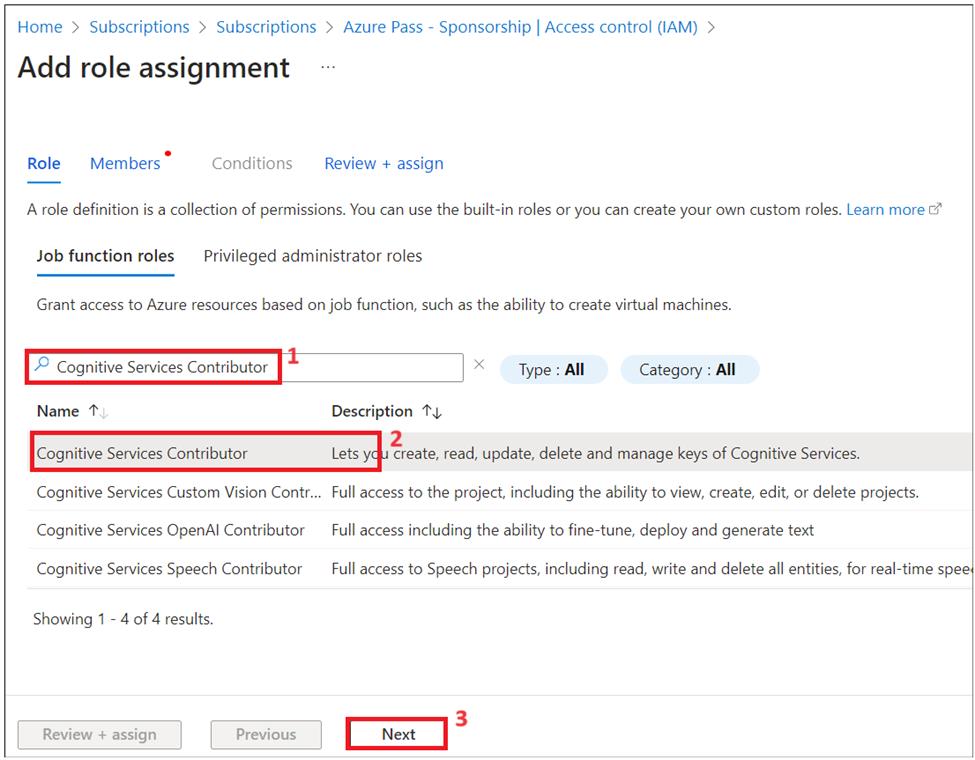 Home > Subscriptions > Subscriptions > Azure Pass - Sponsorship | Access control (IAM) >
Add role assignment ...
Role Members Conditions Review + assign
A role definition is a collection of permissions. You can use the built-in roles or you can create your own custom roles. Learn more
Job function roles Privileged administrator roles
Grant access to Azure resources based on job function, such as the ability to create virtual machines.
Cognitive Services Contributor 1 × Type : All Category : All
Name ↑↓ Description ↑↓
Cognitive Services Contributor 2 Lets you create, read, update, delete and manage keys of Cognitive Services.
Cognitive Services Custom Vision Contr... Full access to the project, including the ability to view, create, edit, or delete projects.
Cognitive Services OpenAI Contributor Full access including the ability to fine-tune, deploy and generate text
Cognitive Services Speech Contributor Full access to Speech projects, including read, write and delete all entities, for real-time spee
Showing 1 - 4 of 4 results.
Review + assign Previous Next 3